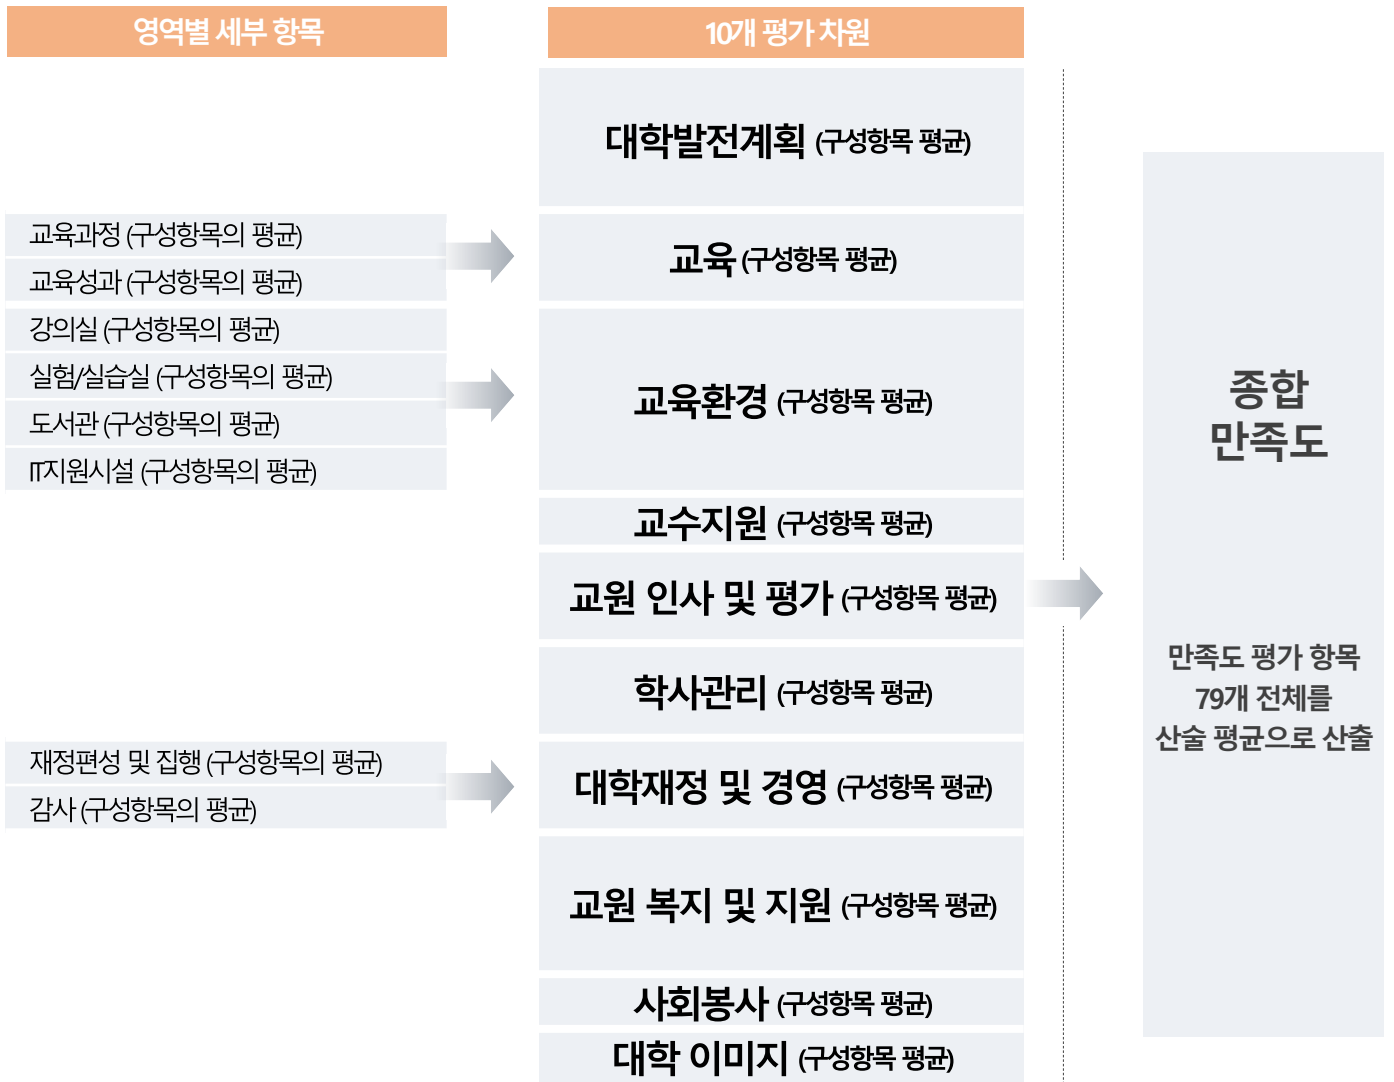 영역별 세부 항목
10개 평가 차원
대학발전계획 (구성항목 평균)
교육과정 (구성항목의 평균)
교육성과 (구성항목의 평균)
교육 (구성항목 평균)
강의실 (구성항목의 평균)
실험/실습실 (구성항목의 평균)
도서관 (구성항목의 평균)
IT지원시설 (구성항목의 평균)
교육환경 (구성항목 평균)
교수지원 (구성항목 평균)
교원 인사 및 평가 (구성항목 평균)
학사관리 (구성항목 평균)
재정편성 및 집행 (구성항목의 평균)
감사 (구성항목의 평균)
대학재정 및 경영 (구성항목 평균)
교원 복지 및 지원 (구성항목 평균)
사회봉사 (구성항목 평균)
대학 이미지 (구성항목 평균)
종합
만족도
만족도 평가 항목
79개 전체를
산술 평균으로 산출